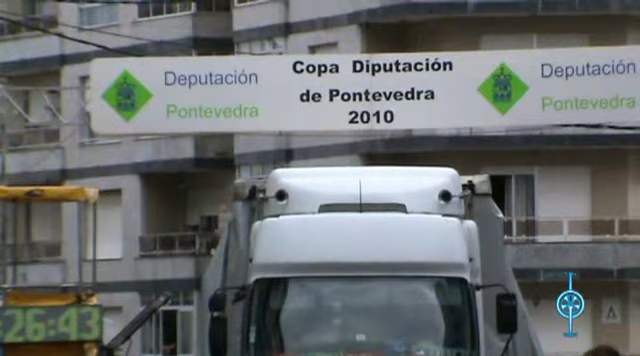 Deputación
Pontevedra
Copa Diputación
de Pontevedra
2010
Deputación
Pontevedra
26:43